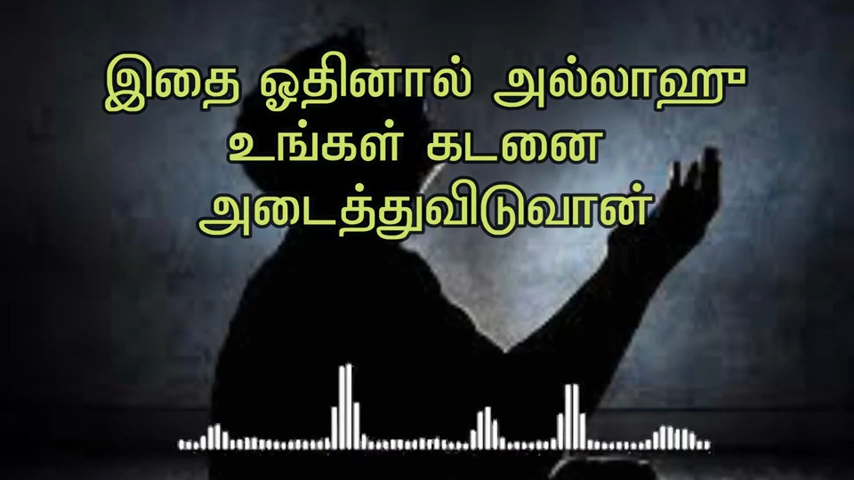 இதை ஓதினால் அல்லாஹு
உங்கள் கடனை
அடைத்துவிடுவான்